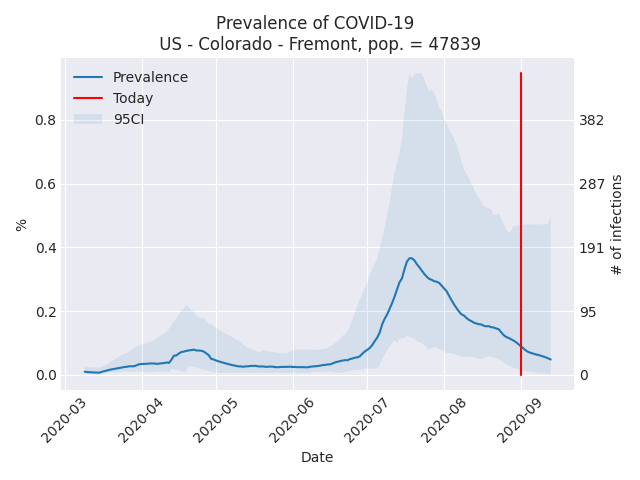 Prevalence of COVID-19
US - Colorado - Fremont, pop. = 47839
Prevalence
Today
95CI
%
0.8
0.6
0.4
0.2
0.0
382
287
191
95
0
# of infections
2020-03
2020-04
2020-05
2020-06
2020-07
2020-08
2020-09
Date